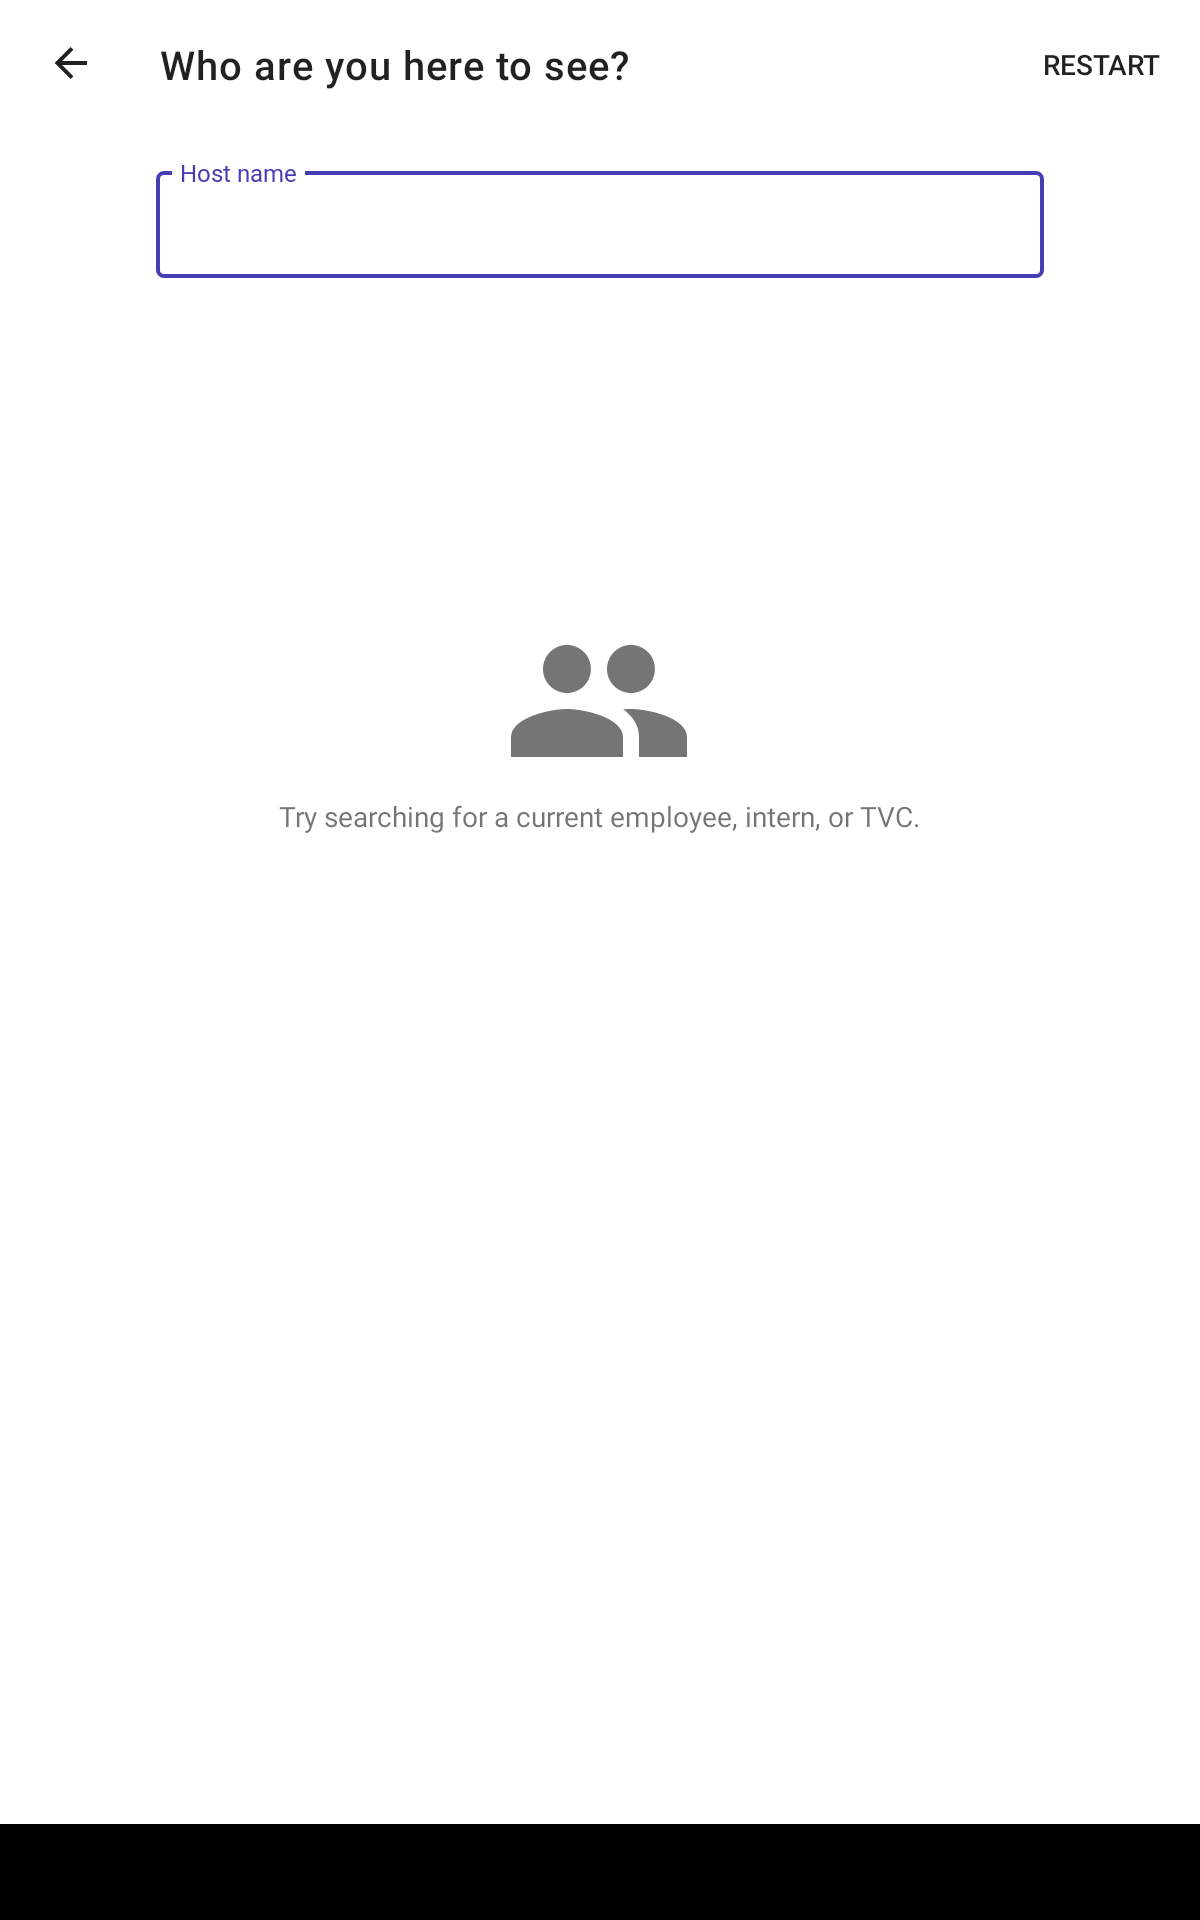 Who are you here to see?
RESTART
Host name
Try searching for a current employee, intern, or TVC.